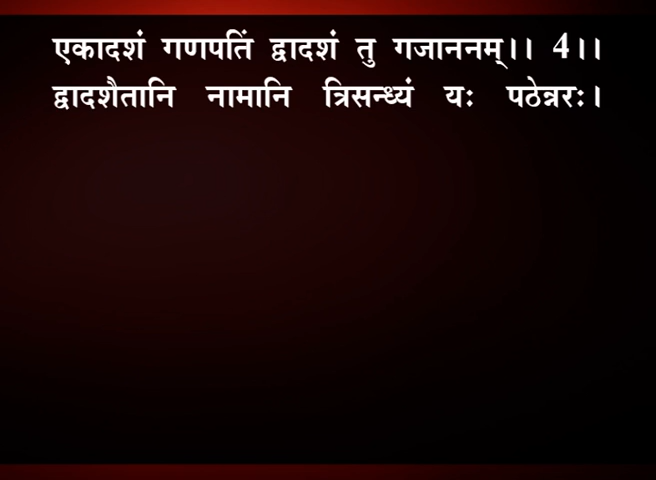 एकादशं गणपतिं द्वादशं तु गजाननम्।। 4।।
द्वादशैतानि नामानि त्रिसन्ध्यं यः पठेन्नरः।